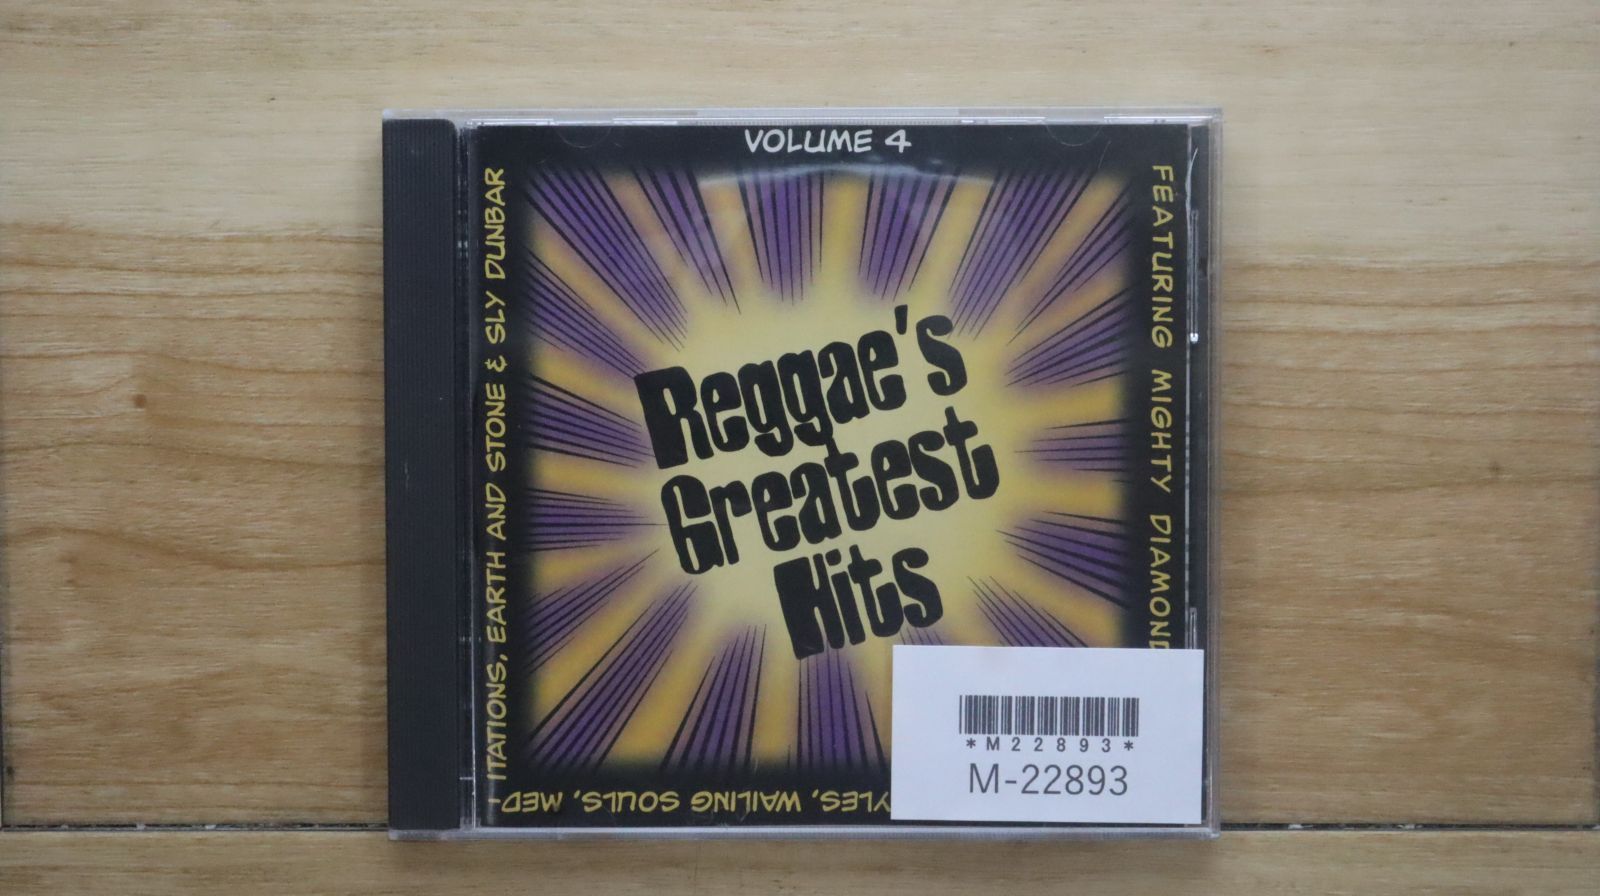 VOLUME 4
FEATURING MIGHTY DIAMOND
YLES, WAILING SOULS, MED-
ITATIONS, EARTH AND STONE & SLY DUNBAR
Reggae's
Greatest
Hits
*M22893*
M-22893